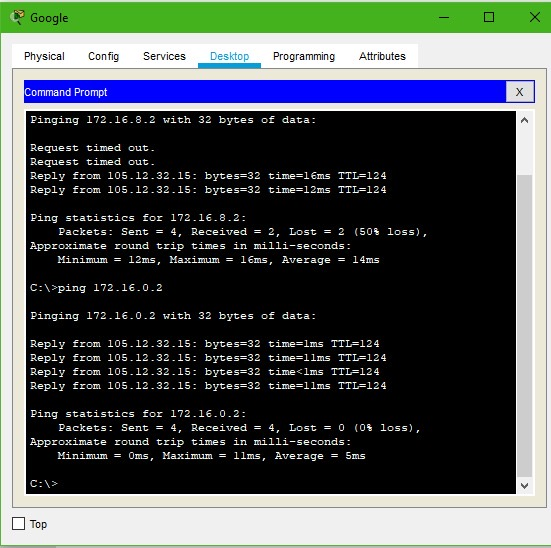 Google
Physical Config Services Desktop Programming Attributes
Command Prompt X
Pinging 172.16.8.2 with 32 bytes of data:
Request timed out.
Request timed out.
Reply from 105.12.32.15: bytes=32 time=16ms TTL=124
Reply from 105.12.32.15: bytes=32 time=12ms TTL=124
Ping statistics for 172.16.8.2:
Packets: Sent = 4, Received = 2, Lost = 2 (50% loss),
Approximate round trip times in milli-seconds:
Minimum = 12ms, Maximum = 16ms, Average = 14ms
C:\>ping 172.16.0.2
Pinging 172.16.0.2 with 32 bytes of data:
Reply from 105.12.32.15: bytes=32 time=1ms TTL=124
Reply from 105.12.32.15: bytes=32 time=11ms TTL=124
Reply from 105.12.32.15: bytes=32 time<1ms TTL=124
Reply from 105.12.32.15: bytes=32 time=11ms TTL=124
Ping statistics for 172.16.0.2:
Packets: Sent = 4, Received = 4, Lost = 0 (0% loss),
Approximate round trip times in milli-seconds:
Minimum = 0ms, Maximum = 11ms, Average = 5ms
C:\>
Top